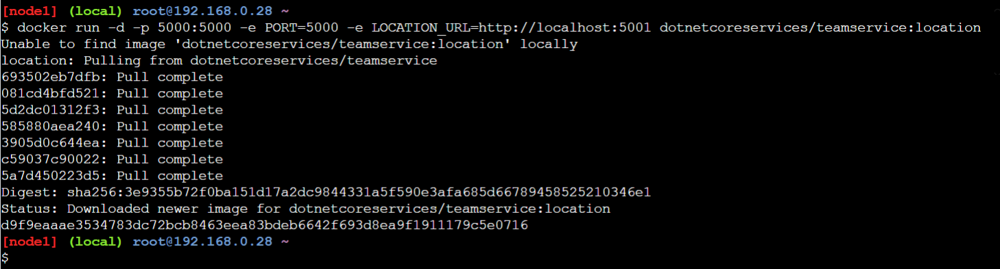 [node1] (local) root@192.168.0.28 ~
$ docker run -d -p 5000:5000 -e PORT=5000 -e LOCATION_URL=http://localhost:5001 dotnetcoreservices/teamservice:location
Unable to find image 'dotnetcoreservices/teamservice:location' locally
location: Pulling from dotnetcoreservices/teamservice
693502eb7dfb: Pull complete
081cd4bfd521: Pull complete
5d2dc01312f3: Pull complete
585880aea240: Pull complete
3905d0c644ea: Pull complete
c59037c90022: Pull complete
5a7d450223d5: Pull complete
Digest: sha256:3e9355b72f0ba151d17a2dc9844331a5f590e3afa685d66789458525210346e1
Status: Downloaded newer image for dotnetcoreservices/teamservice:location
d9f9eaaae3534783dc72bcb8463eea83bdeb6642f693d8ea9f1911179c5e0716
[node1] (local) root@192.168.0.28 ~
$